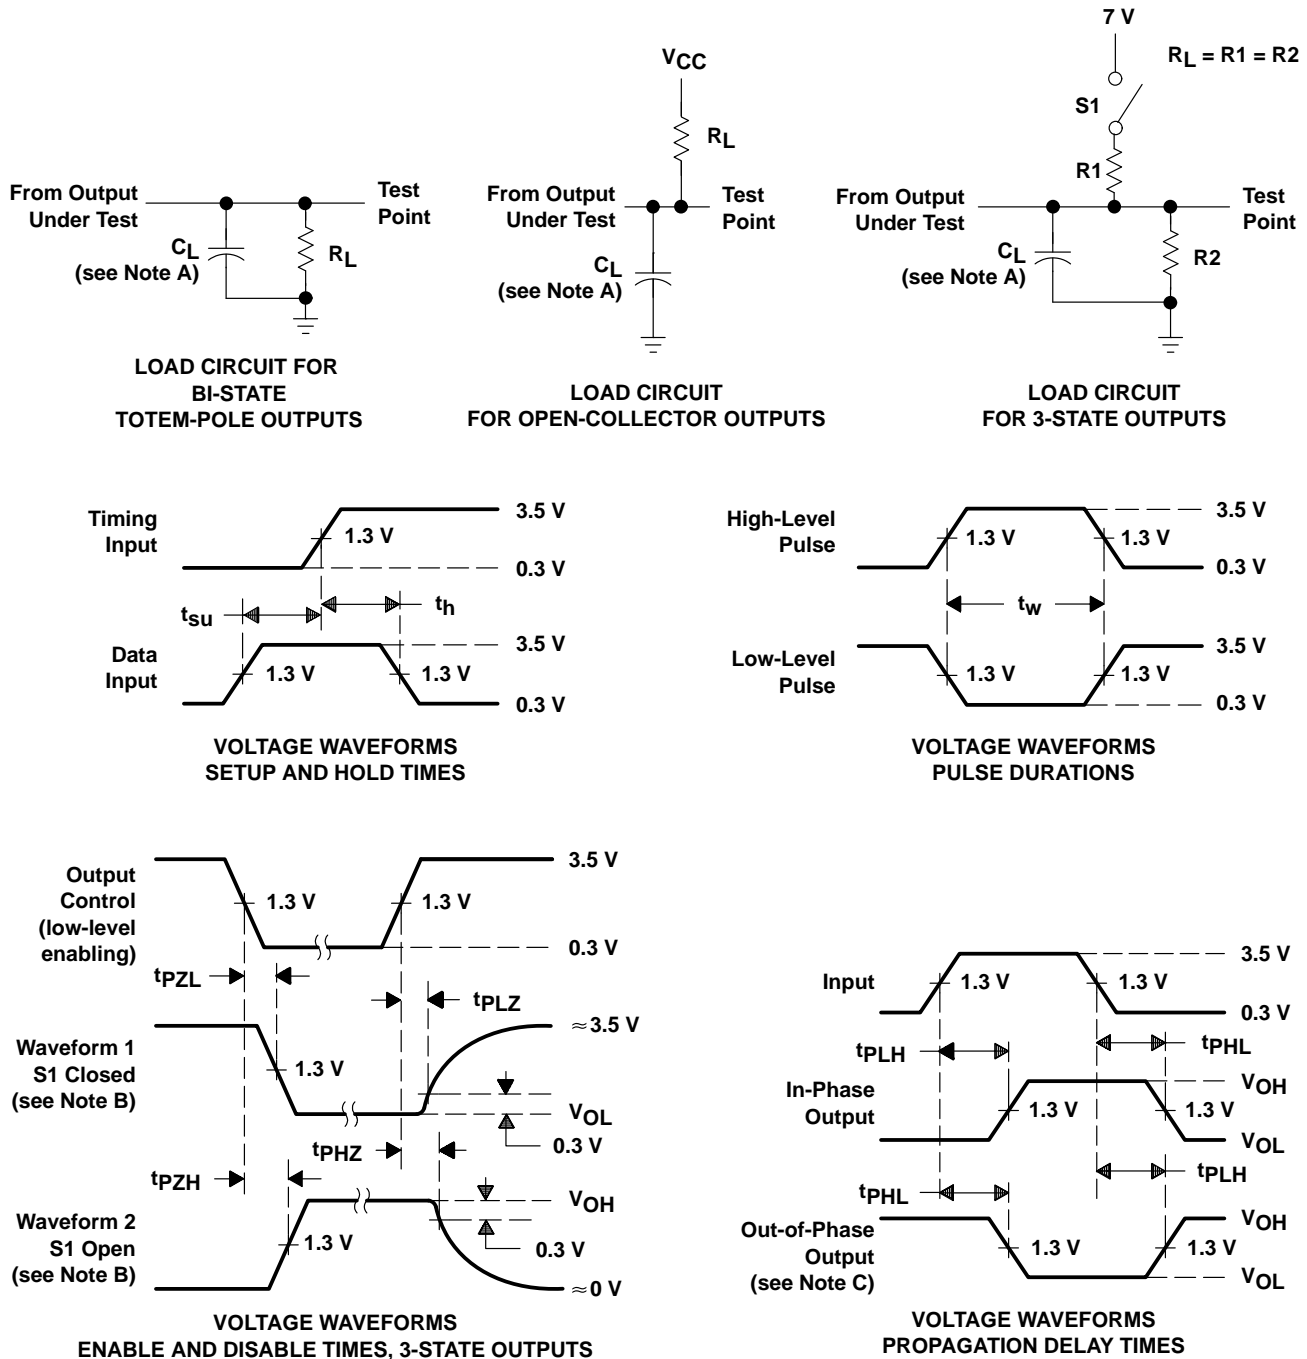 From Output
Under Test
Test
Point
CL
(see Note A)
RL
LOAD CIRCUIT FOR
BI-STATE
TOTEM-POLE OUTPUTS
VCC
RL
From Output
Under Test
Test
Point
CL
(see Note A)
LOAD CIRCUIT
FOR OPEN-COLLECTOR OUTPUTS
7 V
RL = R1 = R2
S1
R1
From Output
Under Test
Test
Point
CL
(see Note A)
R2
LOAD CIRCUIT
FOR 3-STATE OUTPUTS
Timing
Input
1.3 V
3.5 V
0.3 V
tsu
th
Data
Input
1.3 V
1.3 V
3.5 V
0.3 V
VOLTAGE WAVEFORMS
SETUP AND HOLD TIMES
High-Level
Pulse
1.3 V
1.3 V
3.5 V
0.3 V
tw
Low-Level
Pulse
1.3 V
1.3 V
3.5 V
0.3 V
VOLTAGE WAVEFORMS
PULSE DURATIONS
Output
Control
(low-level
enabling)
1.3 V
1.3 V
3.5 V
0.3 V
tPZL
tPLZ
Waveform 1
S1 Closed
(see Note B)
1.3 V
≈3.5 V
VOL
0.3 V
tPHZ
tPZH
Waveform 2
S1 Open
(see Note B)
1.3 V
VOH
0.3 V
≈0 V
VOLTAGE WAVEFORMS
ENABLE AND DISABLE TIMES, 3-STATE OUTPUTS
Input
1.3 V
1.3 V
3.5 V
0.3 V
tPLH
tPHL
In-Phase
Output
1.3 V
1.3 V
VOH
VOL
tPHL
tPLH
Out-of-Phase
Output
(see Note C)
1.3 V
1.3 V
VOH
VOL
VOLTAGE WAVEFORMS
PROPAGATION DELAY TIMES